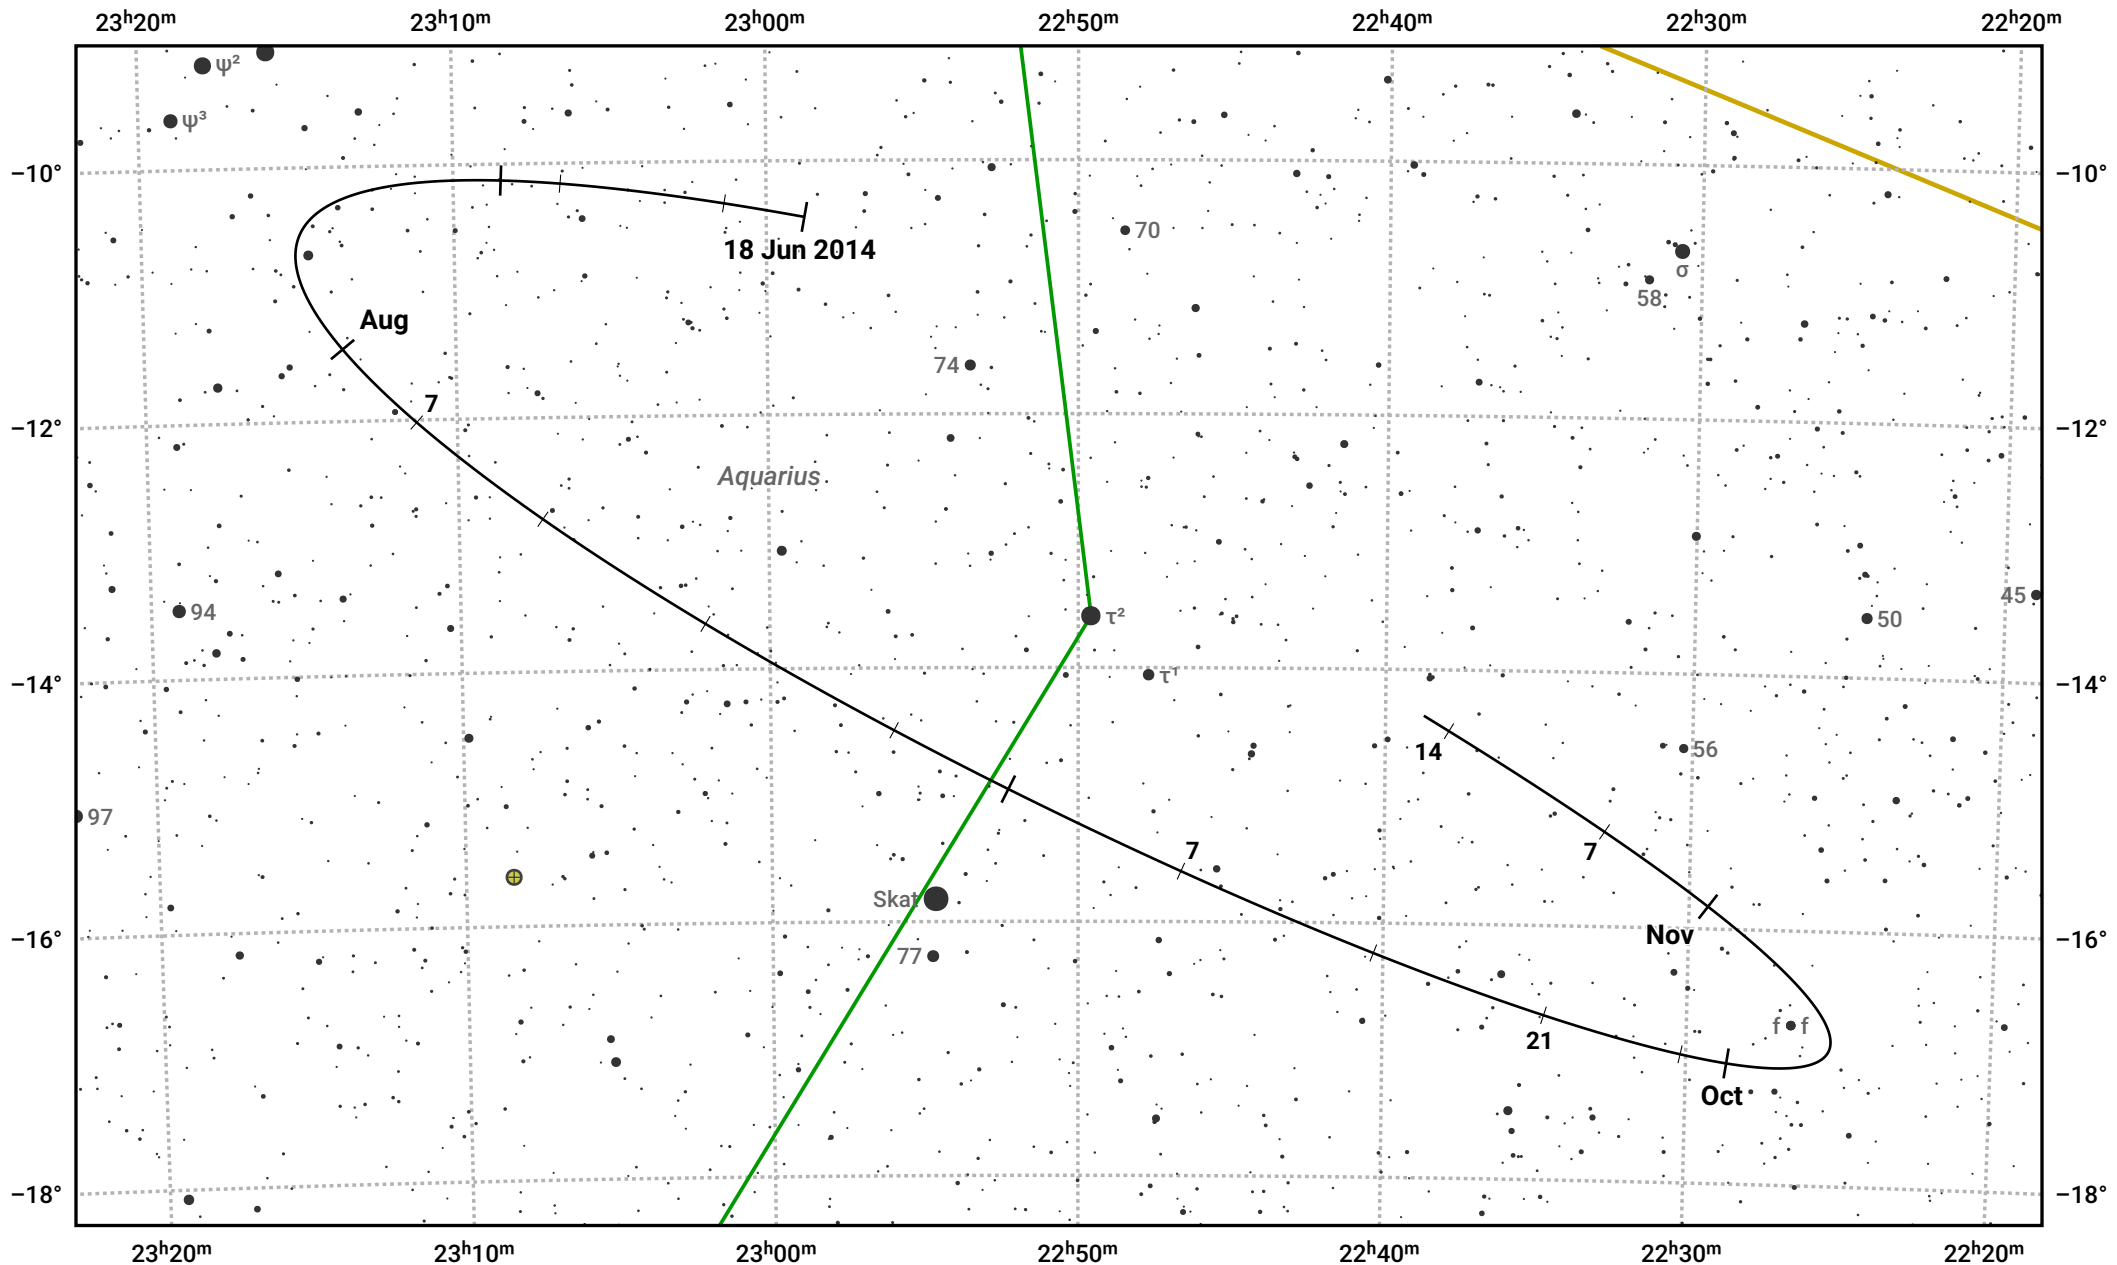 23ʰ20ᵐ 23ʰ10ᵐ 23ʰ00ᵐ 22ʰ50ᵐ 22ʰ40ᵐ 22ʰ30ᵐ 22ʰ20ᵐ
ψ²
ψ³
−10° −10°
70
18 Jun 2014
σ
58
Aug
74
7
−12° −12°
Aquarius
45
94
τ² 50
τ¹
−14° −14°
14
56
97
7
7
Skat
−16° Nov −16°
77
f f
21
Oct
−18° −18°
23ʰ20ᵐ 23ʰ10ᵐ 23ʰ00ᵐ 22ʰ50ᵐ 22ʰ40ᵐ 22ʰ30ᵐ 22ʰ20ᵐ